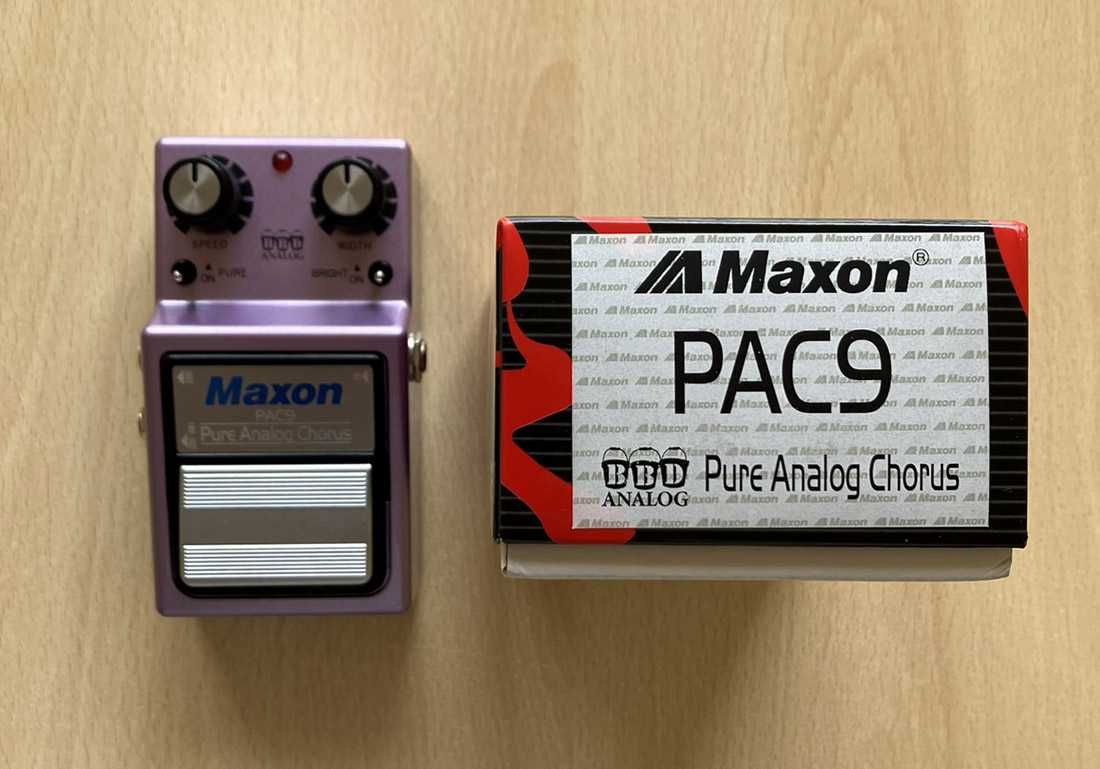 SPEED
WIDTH
BBD
ANALOG
PURE
ON
BRIGHT
ON
Maxon
PAC9
Pure Analog Chorus
Maxon®
PAC9
BBD
ANALOG
Pure Analog Chorus